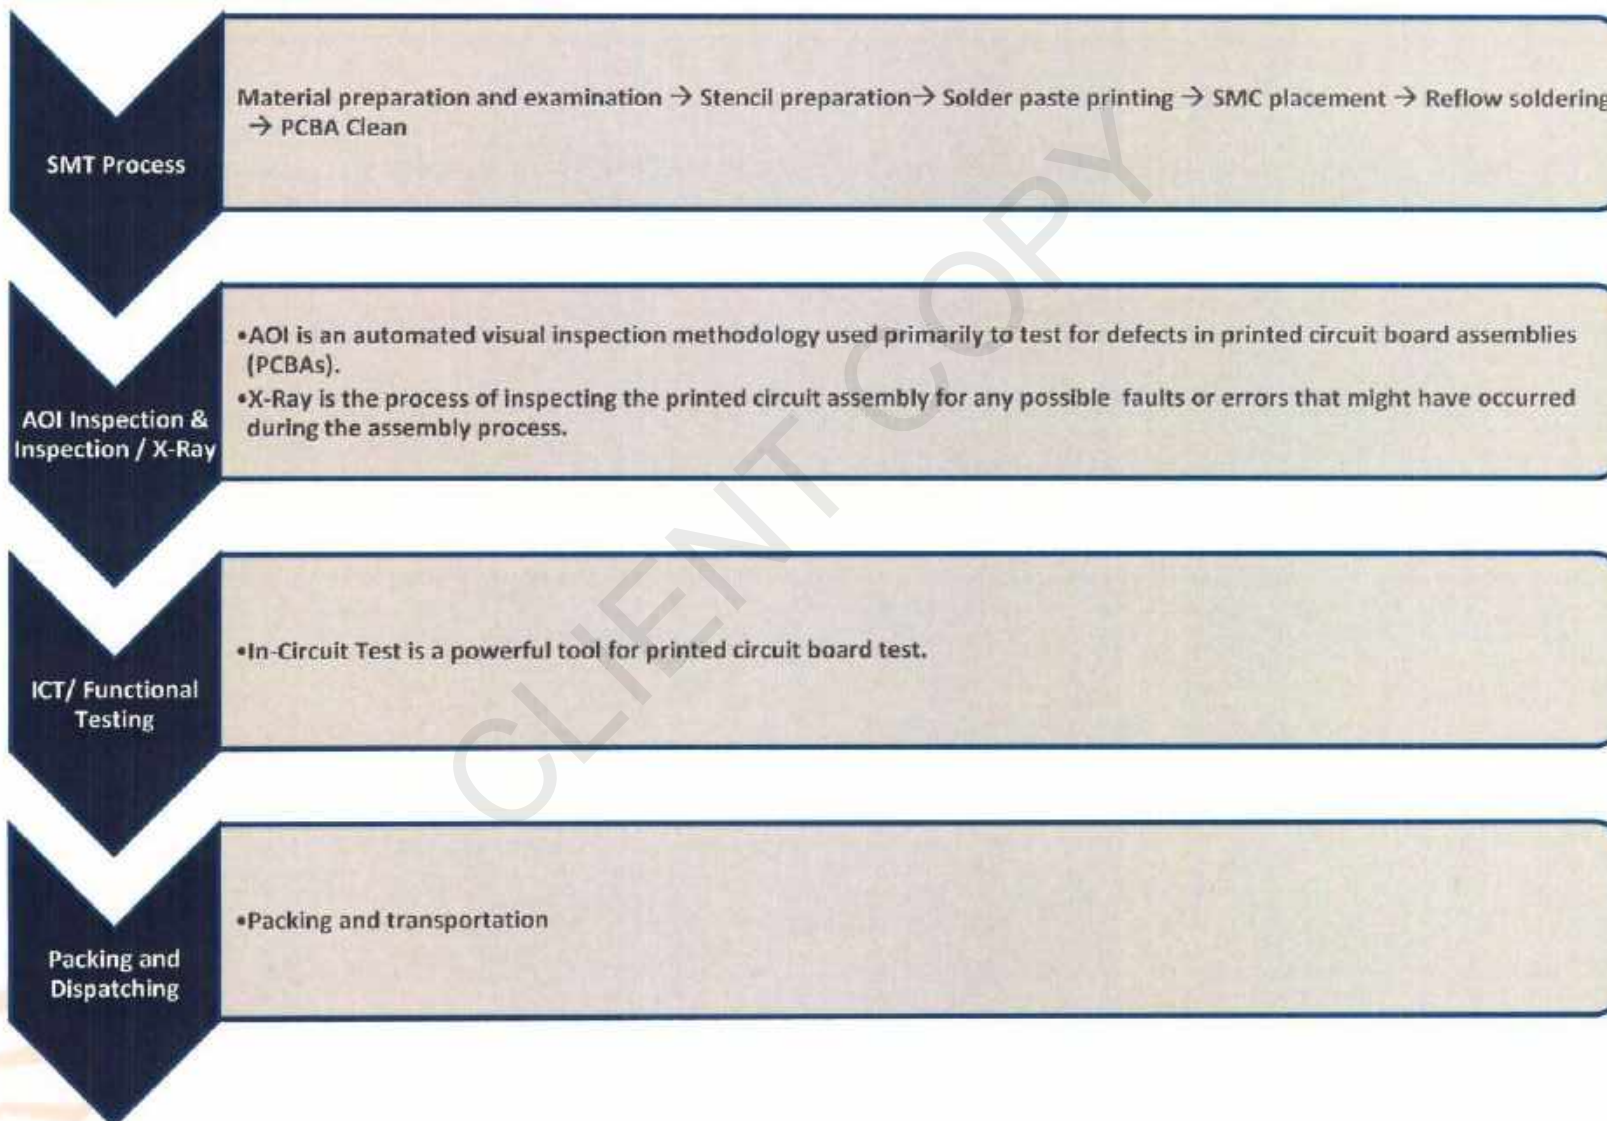 SMT Process
Material preparation and examination → Stencil preparation→ Solder paste printing → SMC placement → Reflow soldering
→ PCBA Clean
AOI Inspection &
Inspection / X-Ray
•AOI is an automated visual inspection methodology used primarily to test for defects in printed circuit board assemblies
(PCBAs).
•X-Ray is the process of inspecting the printed circuit assembly for any possible faults or errors that might have occurred
during the assembly process.
ICT/ Functional
Testing
•In-Circuit Test is a powerful tool for printed circuit board test.
Packing and
Dispatching
•Packing and transportation
CLIENT COPY